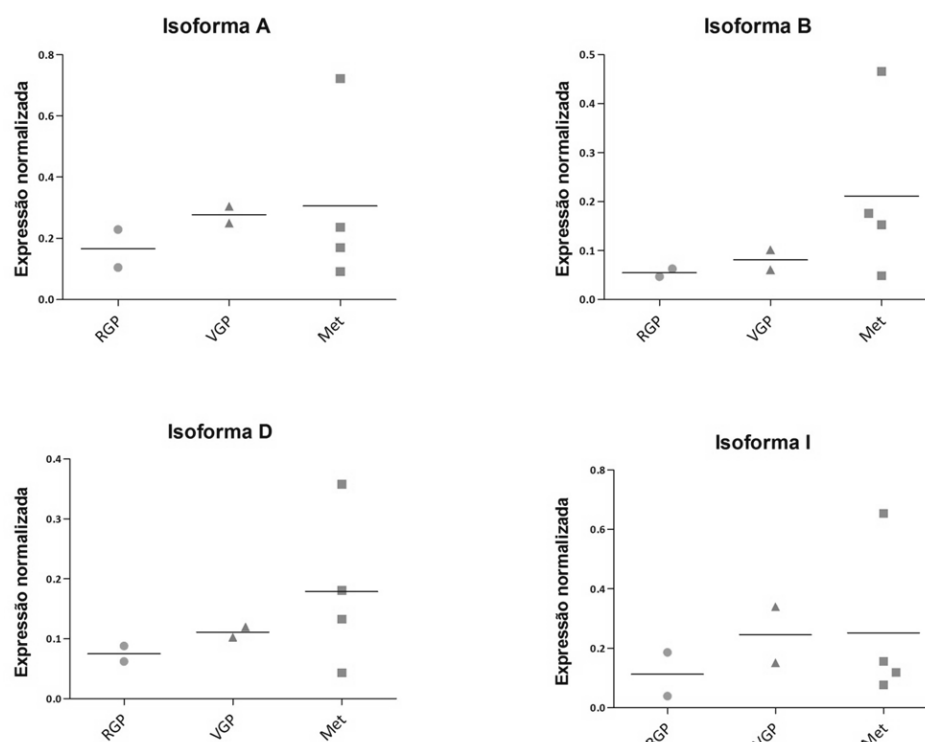 Isoforma A
Expressão normalizada
0.8
0.6
0.4
0.2
0.0
RGP
VGP
Met
Isoforma B
Expressão normalizada
0.5
0.4
0.3
0.2
0.1
0.0
RGP
VGP
Met
Isoforma D
Expressão normalizada
0.4
0.3
0.2
0.1
0.0
RGP
VGP
Met
Isoforma I
Expressão normalizada
0.8
0.6
0.4
0.2
0.0
RGP
VGP
Met